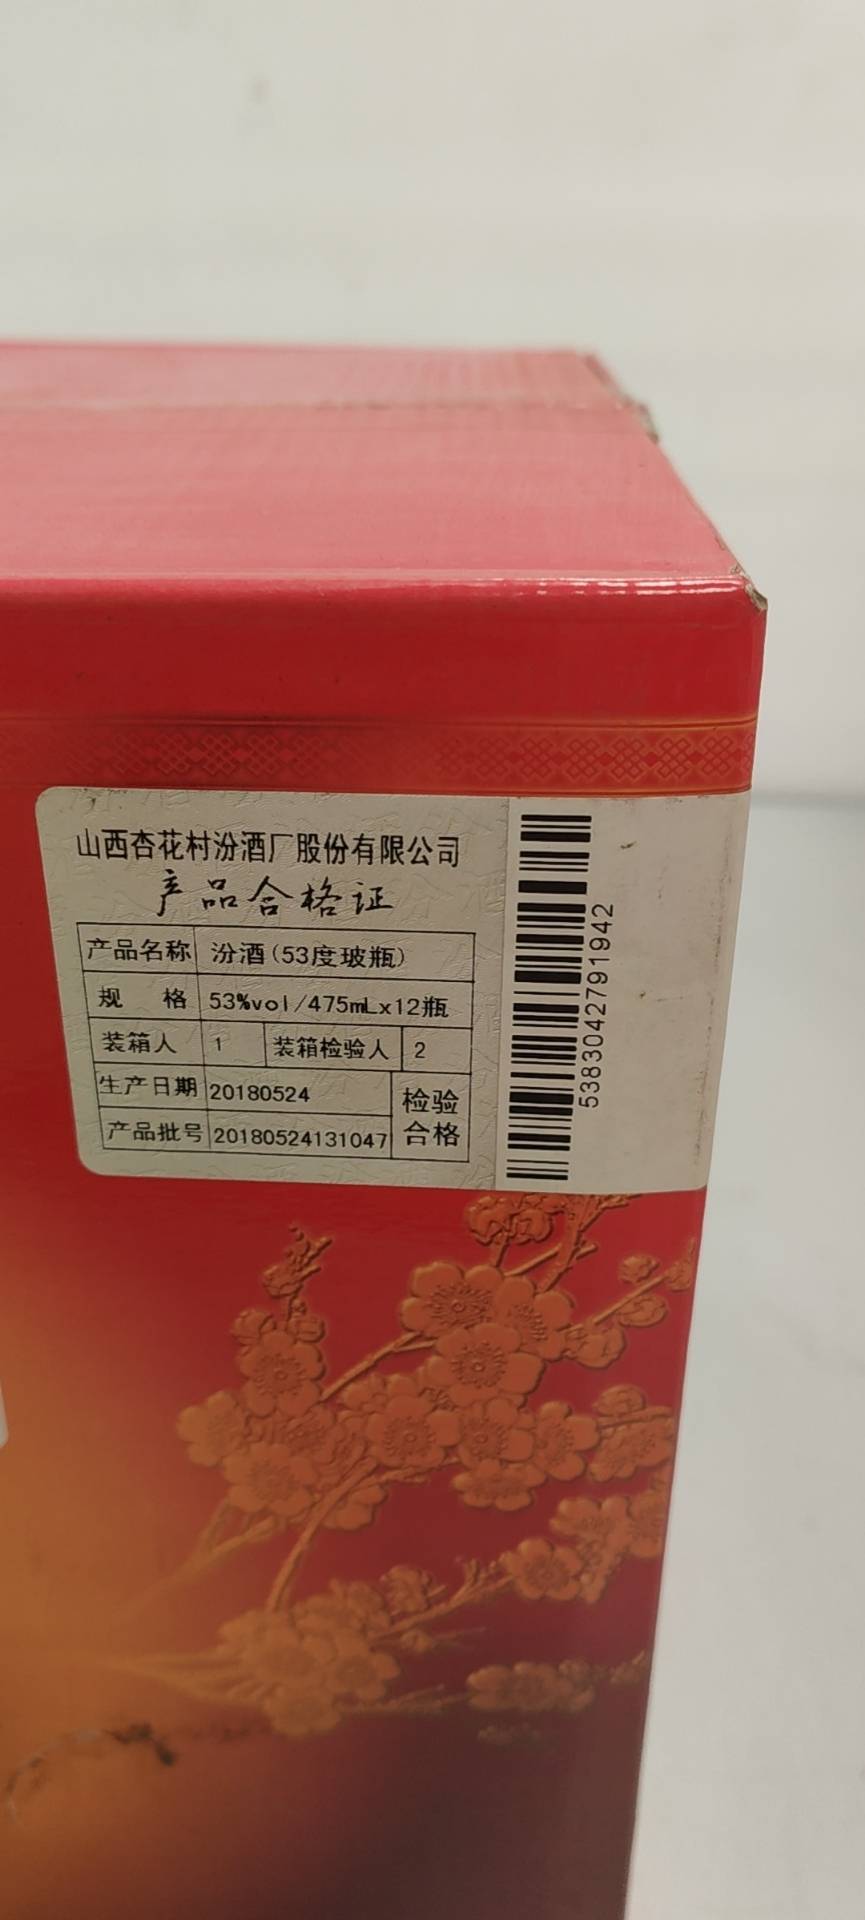 山西杏花村汾酒厂股份有限公司
产品合格证
产品名称 汾酒(53度玻瓶)
规 格 53%vol/475mLx12瓶
装箱人 1 装箱检验人 2
生产日期 20180524 检验
产品批号 20180524131047 合格
53830427919​42